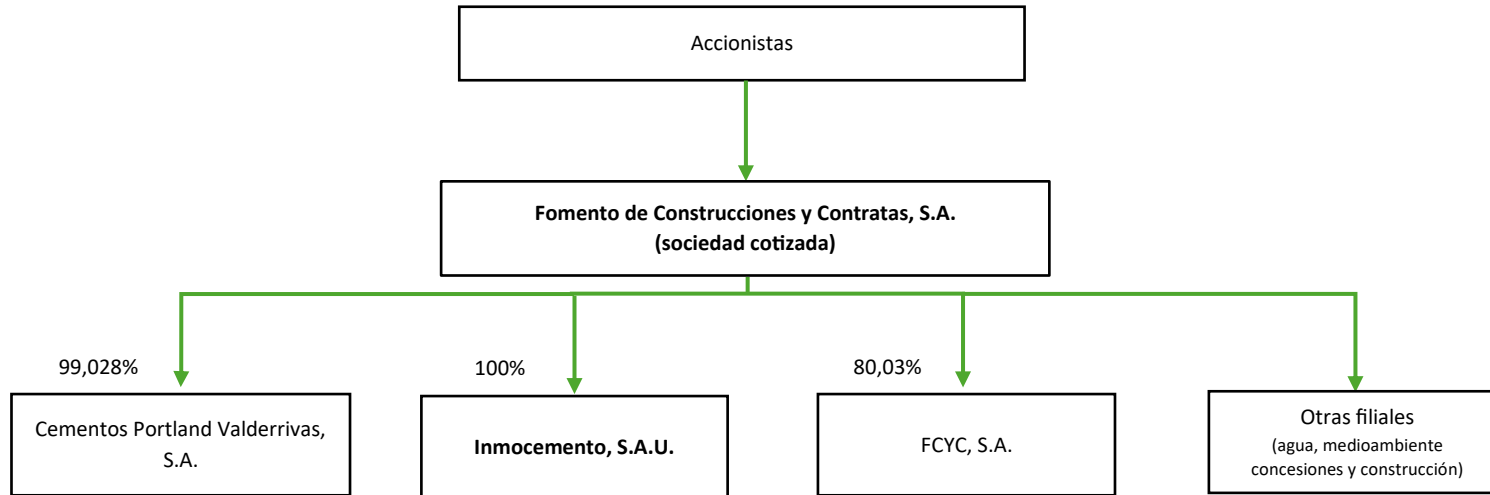 Accionistas
Fomento de Construcciones y Contratas, S.A.
(sociedad cotizada)
99,028%
100%
80,03%
Cementos Portland Valderrivas,
S.A.
Inmocemento, S.A.U.
FCYC, S.A.
Otras filiales
(agua, medioambiente
concesiones y construcción)